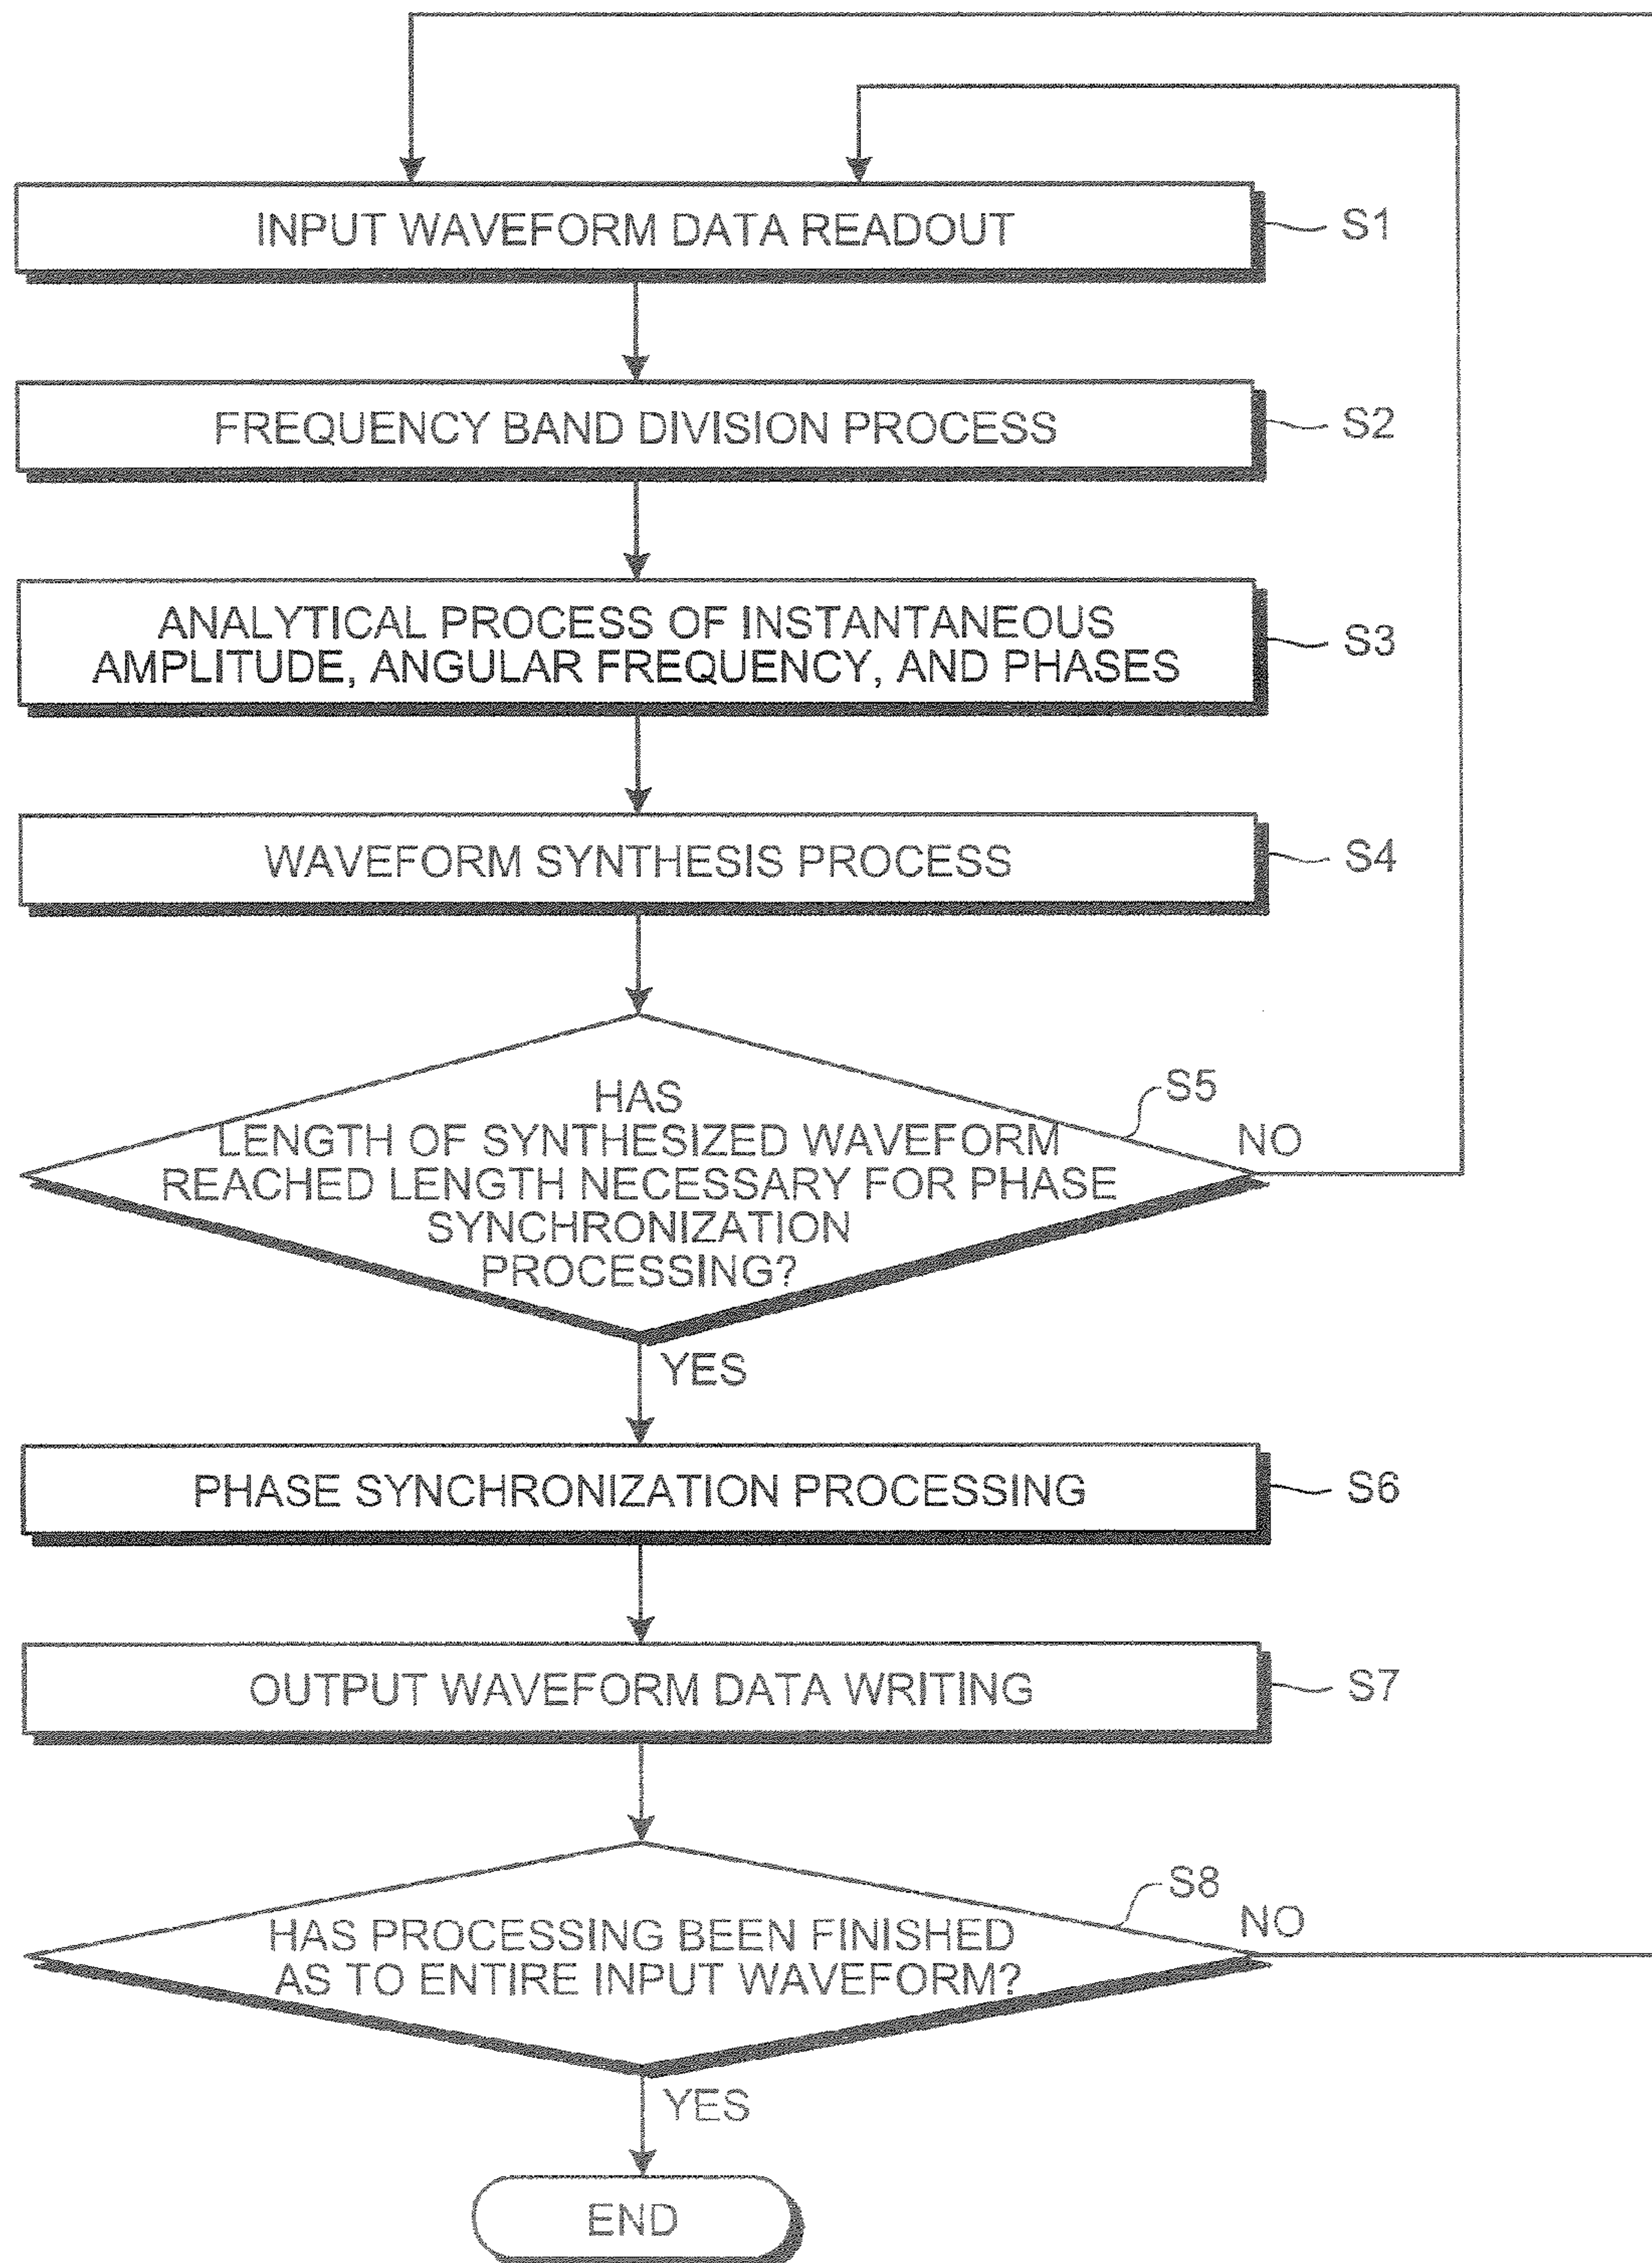 INPUT WAVEFORM DATA READOUT
S1
FREQUENCY BAND DIVISION PROCESS
S2
ANALYTICAL PROCESS OF INSTANTANEOUS
AMPLITUDE, ANGULAR FREQUENCY, AND PHASES
S3
WAVEFORM SYNTHESIS PROCESS
S4
HAS
LENGTH OF SYNTHESIZED WAVEFORM
REACHED LENGTH NECESSARY FOR PHASE
SYNCHRONIZATION
PROCESSING?
S5
NO
YES
PHASE SYNCHRONIZATION PROCESSING
S6
OUTPUT WAVEFORM DATA WRITING
S7
HAS PROCESSING BEEN FINISHED
AS TO ENTIRE INPUT WAVEFORM?
S8
NO
YES
END